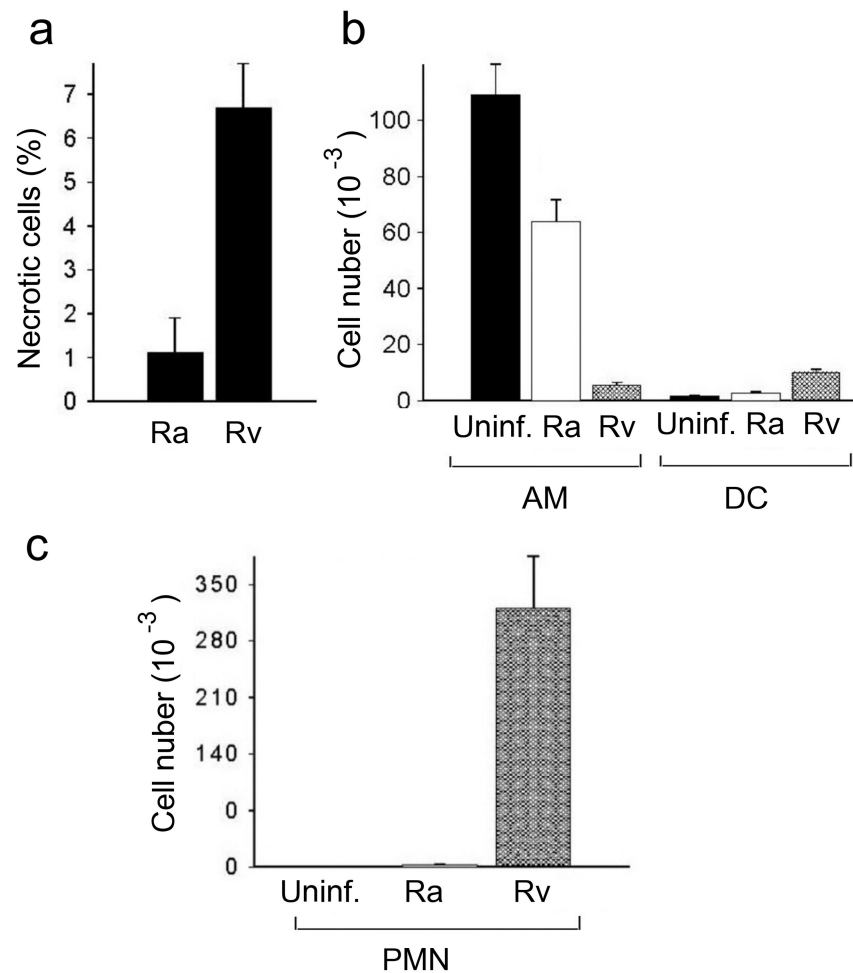 a
Necrotic cells (%)
7
6
5
4
3
2
1
0
Ra Rv
b
Cell nuber (10 -3 )
100
80
60
40
20
0
Uninf. Ra Rv Uninf. Ra Rv
AM DC
c
Cell nuber (10 -3 )
350
280
210
140
0
0
Uninf. Ra Rv
PMN